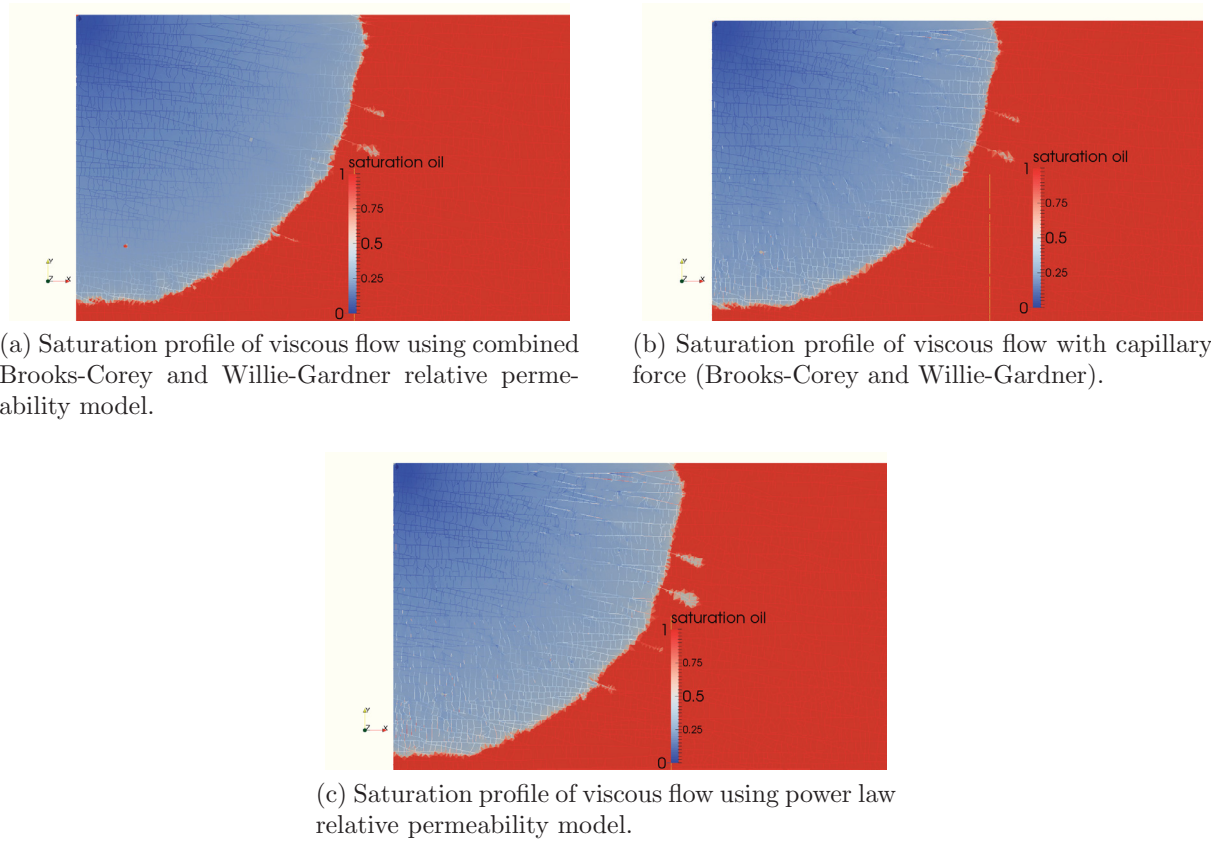 saturation oil
1
0.75
0.5
0.25
0
Y
Z X
(a) Saturation profile of viscous flow using combined
Brooks-Corey and Willie-Gardner relative perme-
ability model.
saturation oil
1
0.75
0.5
0.25
0
Y
Z X
(b) Saturation profile of viscous flow with capillary
force (Brooks-Corey and Willie-Gardner).
saturation oil
1
0.75
0.5
0.25
0
Y
Z X
(c) Saturation profile of viscous flow using power law
relative permeability model.